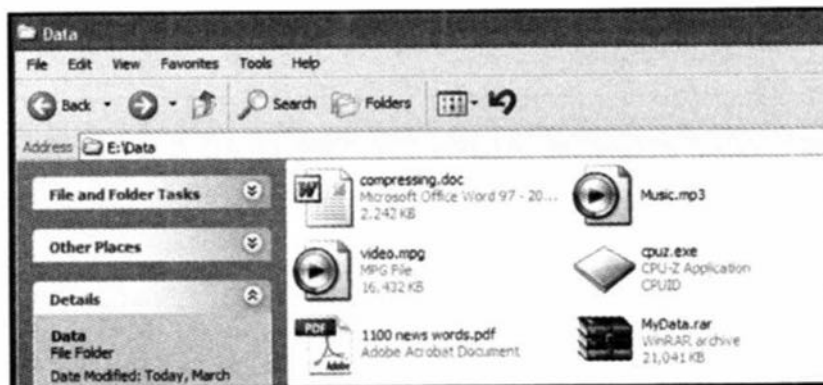 Data
File Edit View Favorites Tools Help
Back Search Folders
Address E:\Data
File and Folder Tasks
Other Places
Details
Data
File Folder
Date Modified: Today, March
compressing.doc
Microsoft Office Word 97 - 20...
2,242 KB
Music.mp3
video.mpg
MPG File
16,432 KB
cpuz.exe
CPU-Z Application
CPUID
PDF
Adobe
1100 news words.pdf
Adobe Acrobat Document
MyData.rar
WinRAR archive
21,041 KB